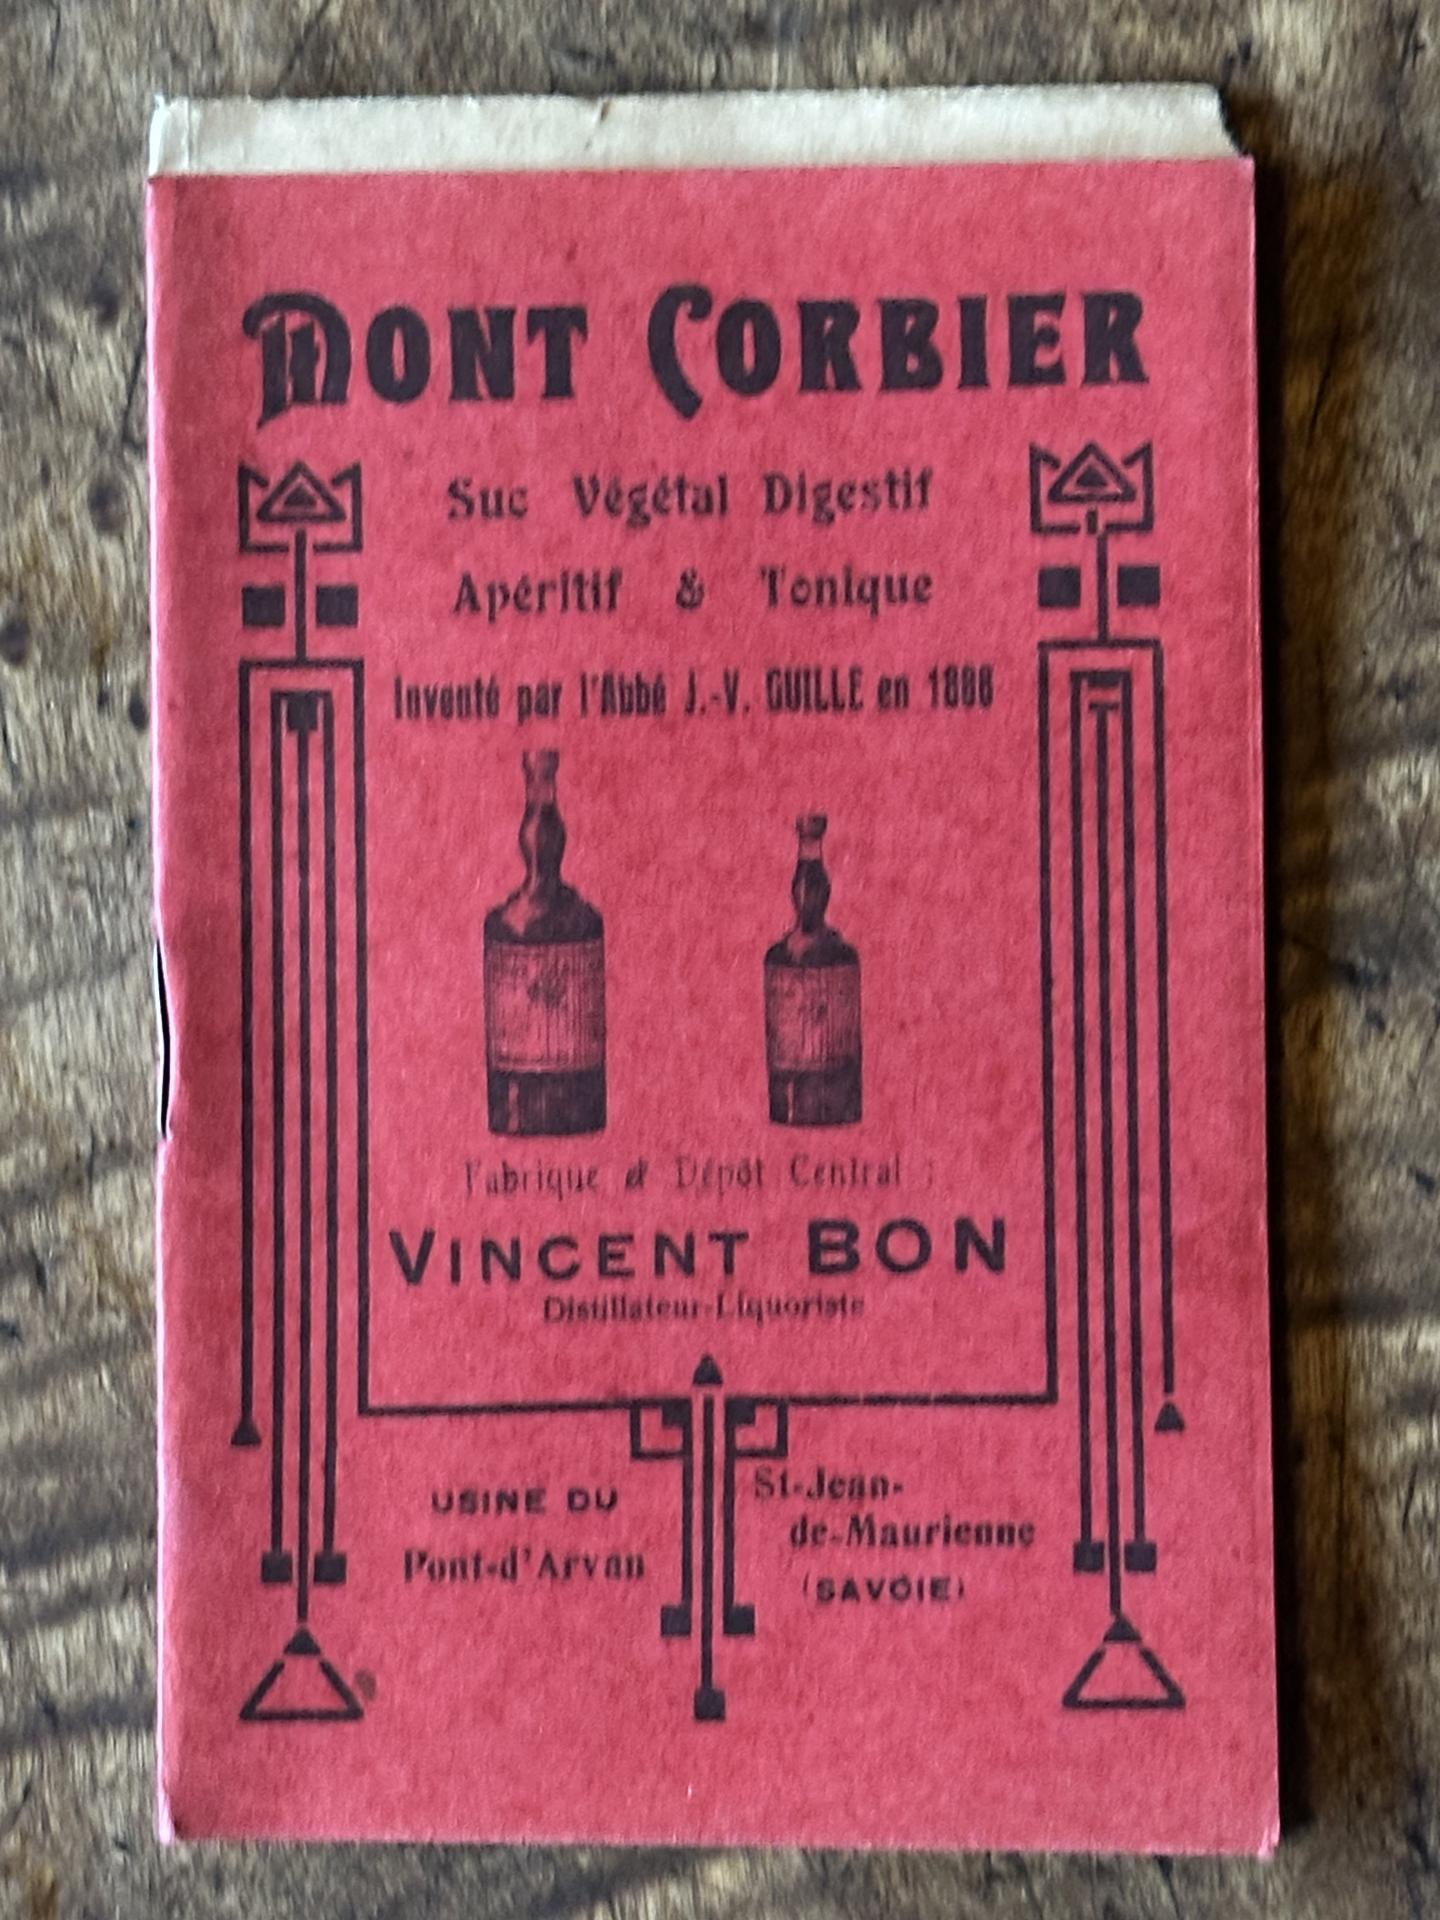 MONT CORBIER
Suc Végétal Digestif
Apéritif & Tonique
Inventé par l'Abbé J.-V. GUILLE en 1888
Fabrique et Dépôt Central :
VINCENT BON
Distillateur-Liquoriste
USINE DU
Pont-d'Arvan
St-Jean-
de-Maurienne
(SAVOIE)